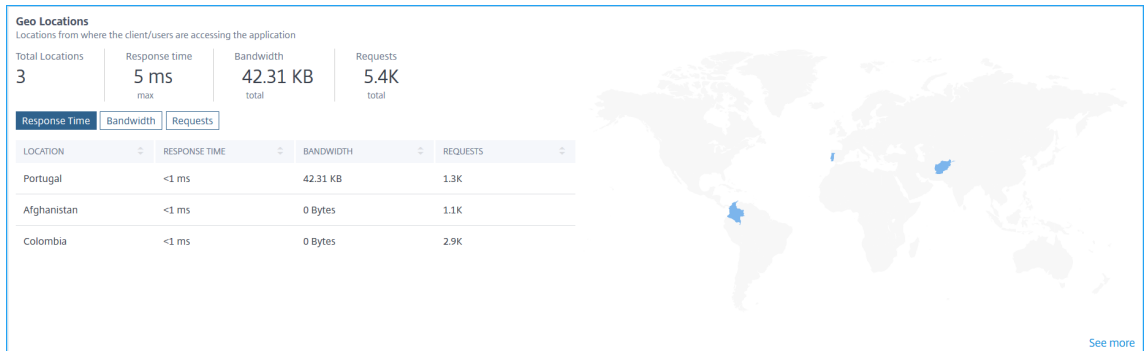 Geo Locations
Locations from where the client/users are accessing the application
Total Locations Response time Bandwidth Requests
3 5 ms 42.31 KB 5.4K
max total total
Response Time Bandwidth Requests
LOCATION RESPONSE TIME BANDWIDTH REQUESTS
Portugal <1 ms 42.31 KB 1.3K
Afghanistan <1 ms 0 Bytes 1.1K
Colombia <1 ms 0 Bytes 2.9K
See more